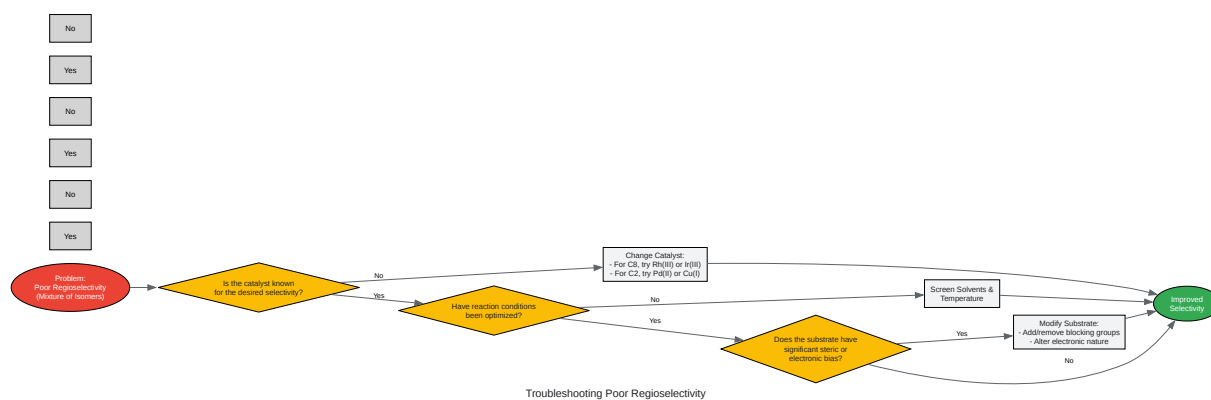 No
Yes
No
Yes
No
Yes
Problem:
Poor Regioselectivity
(Mixture of Isomers)
Is the catalyst known
for the desired selectivity?
No
Yes
Change Catalyst:
- For C8, try Rh(III) or Ir(III)
- For C2, try Pd(II) or Cu(I)
Have reaction conditions
been optimized?
No
Yes
Screen Solvents &
Temperature
Does the substrate have
significant steric or
electronic bias?
Yes
No
Modify Substrate:
- Add/remove blocking groups
- Alter electronic nature
Improved
Selectivity
Troubleshooting Poor Regioselectivity